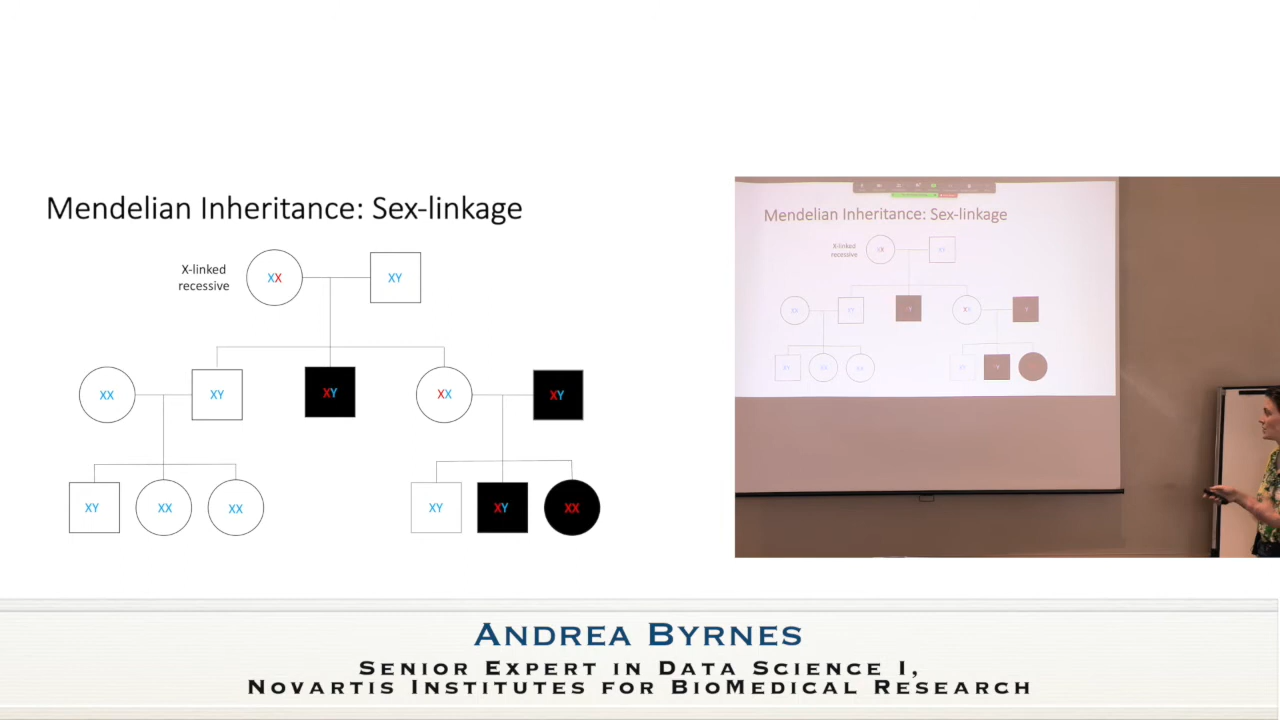 Mendelian Inheritance: Sex-linkage
X-linked
recessive
XX
XY
XX
XY
XY
XX
XY
XY
XX
XX
XY
XY
XX
Mendelian Inheritance: Sex-linkage
X-linked
recessive
ANDREA BYRNES
SENIOR EXPERT IN DATA SCIENCE I,
NOVARTIS INSTITUTES FOR BIOMEDICAL RESEARCH